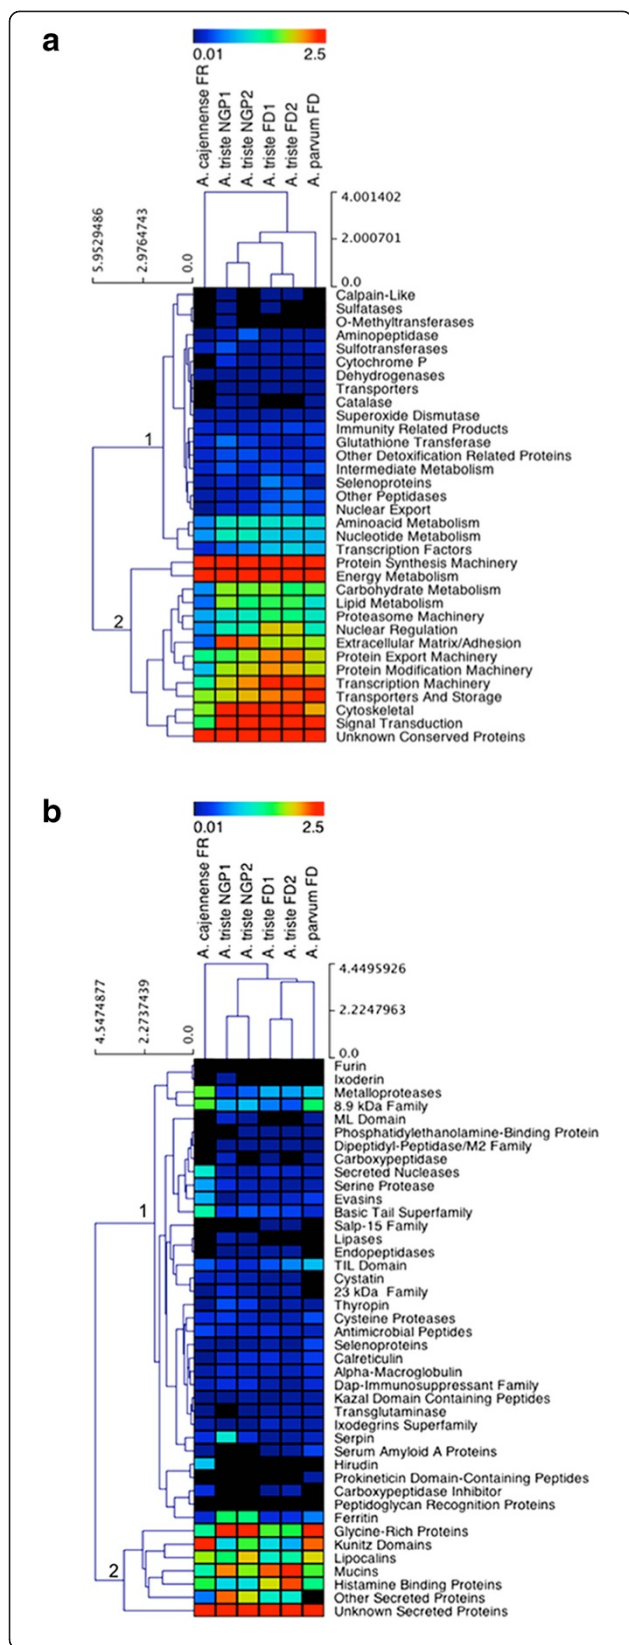 a
0.01 2.5
A. cajennense FR
A. triste NGP1
A. triste NGP2
A. triste FD1
A. triste FD2
A. parvum FD
4.001402
2.000701
0.0
5.9529486
2.9764743
0.0
Calpain-Like
Sulfatases
O-Methyltransferases
Aminopeptidase
Sulfotransferases
Cytochrome P
Dehydrogenases
Transporters
Catalase
Superoxide Dismutase
Immunity Related Products
1
Glutathione Transferase
Other Detoxification Related Proteins
Intermediate Metabolism
Selenoproteins
Other Peptidases
Nuclear Export
Aminoacid Metabolism
Nucleotide Metabolism
Transcription Factors
Protein Synthesis Machinery
Energy Metabolism
Carbohydrate Metabolism
Lipid Metabolism
Proteasome Machinery
2
Nuclear Regulation
Extracellular Matrix/Adhesion
Protein Export Machinery
Protein Modification Machinery
Transcription Machinery
Transporters And Storage
Cytoskeletal
Signal Transduction
Unknown Conserved Proteins
b
0.01 2.5
A. cajennense FR
A. triste NGP1
A. triste NGP2
A. triste FD1
A. triste FD2
A. parvum FD
4.4495926
2.2247963
0.0
4.5474877
2.2737439
0.0
Furin
Ixoderin
Metalloproteases
8.9 kDa Family
ML Domain
Phosphatidylethanolamine-Binding Protein
Dipeptidyl-Peptidase/M2 Family
Carboxypeptidase
Secreted Nucleases
Serine Protease
Evasins
1
Basic Tail Superfamily
Salp-15 Family
Lipases
Endopeptidases
TIL Domain
Cystatin
23 kDa Family
Thyropin
Cysteine Proteases
Antimicrobial Peptides
Selenoproteins
Calreticulin
Alpha-Macroglobulin
Dap-Immunosuppressant Family
Kazal Domain Containing Peptides
Transglutaminase
Ixodegrins Superfamily
Serpin
Serum Amyloid A Proteins
Hirudin
Prokineticin Domain-Containing Peptides
Carboxypeptidase Inhibitor
Peptidoglycan Recognition Proteins
Ferritin
Glycine-Rich Proteins
Kunitz Domains
Lipocalins
2
Mucins
Histamine Binding Proteins
Other Secreted Proteins
Unknown Secreted Proteins